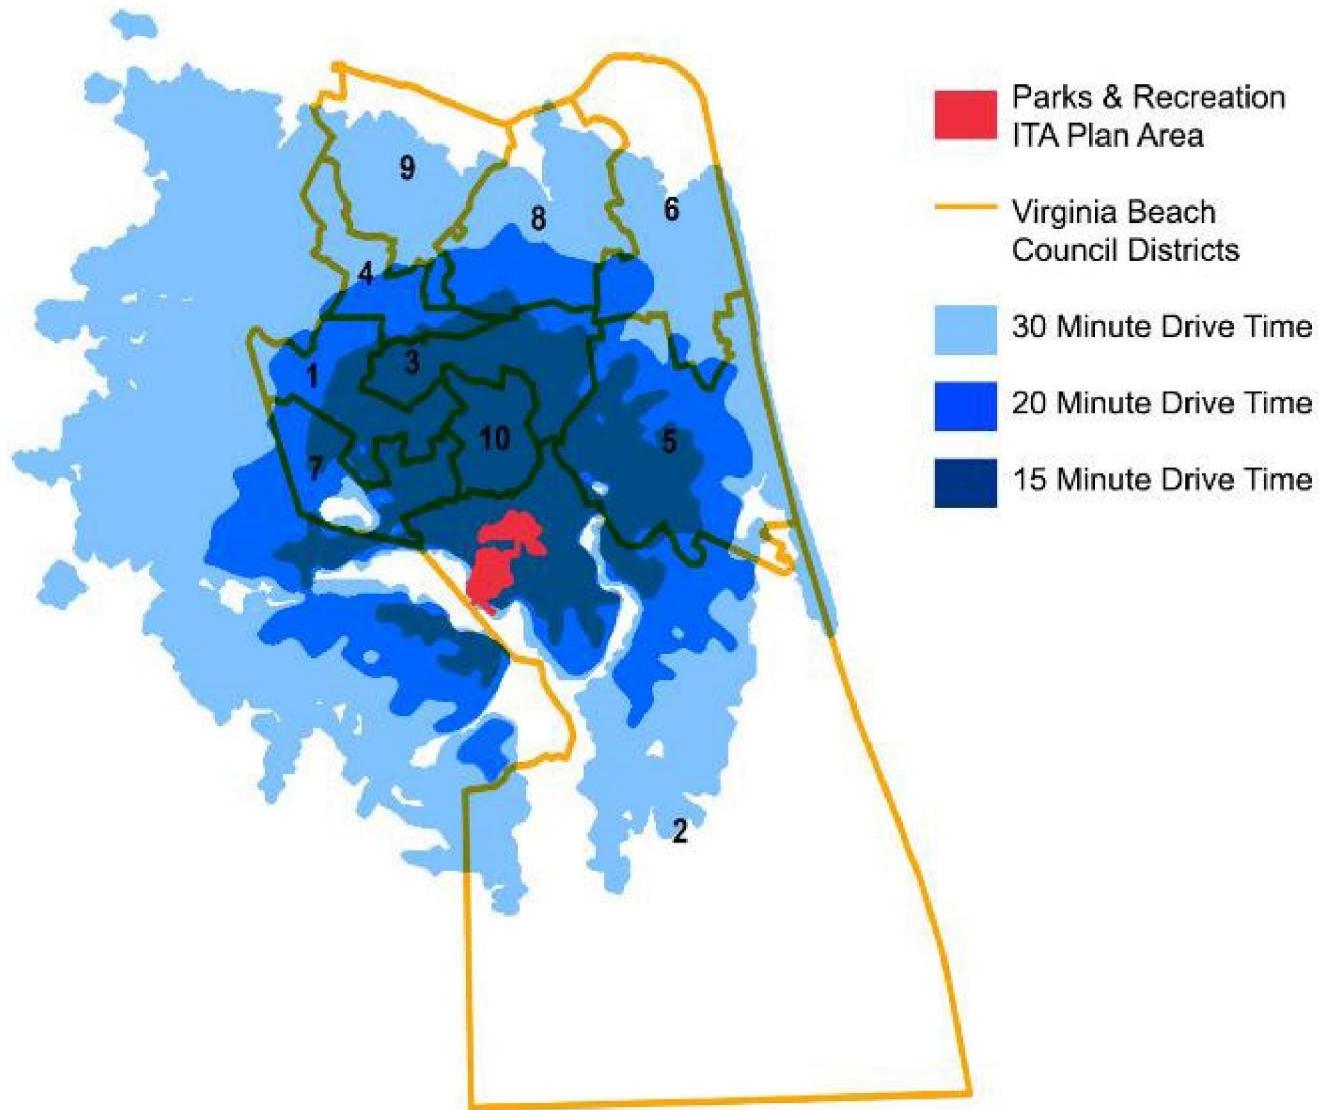 Parks & Recreation
ITA Plan Area
Virginia Beach
Council Districts
30 Minute Drive Time
20 Minute Drive Time
15 Minute Drive Time
9
8
6
4
3
1
10
5
7
2